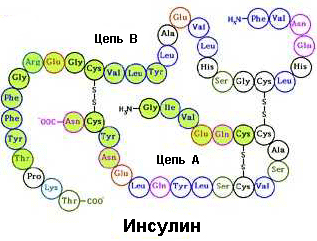 Glu
H₃N Phe Val
Цепь B Ala Val Asn
Arg Glu Gly Cys Val Leu Tyr Leu Leu Gln
Gly His His
Phe S Ser Gly Cys Leu
Phe S S
Tyr ⁻OOC Asn Cys H₃N Gly Ile Val S
Thr Tyr Glu Gln Cys Cys
Pro Asn Цепь A S Ala
Lys Glu S Ser
Thr COO⁻ Leu Gln Tyr Leu Ser Cys Val
Инсулин